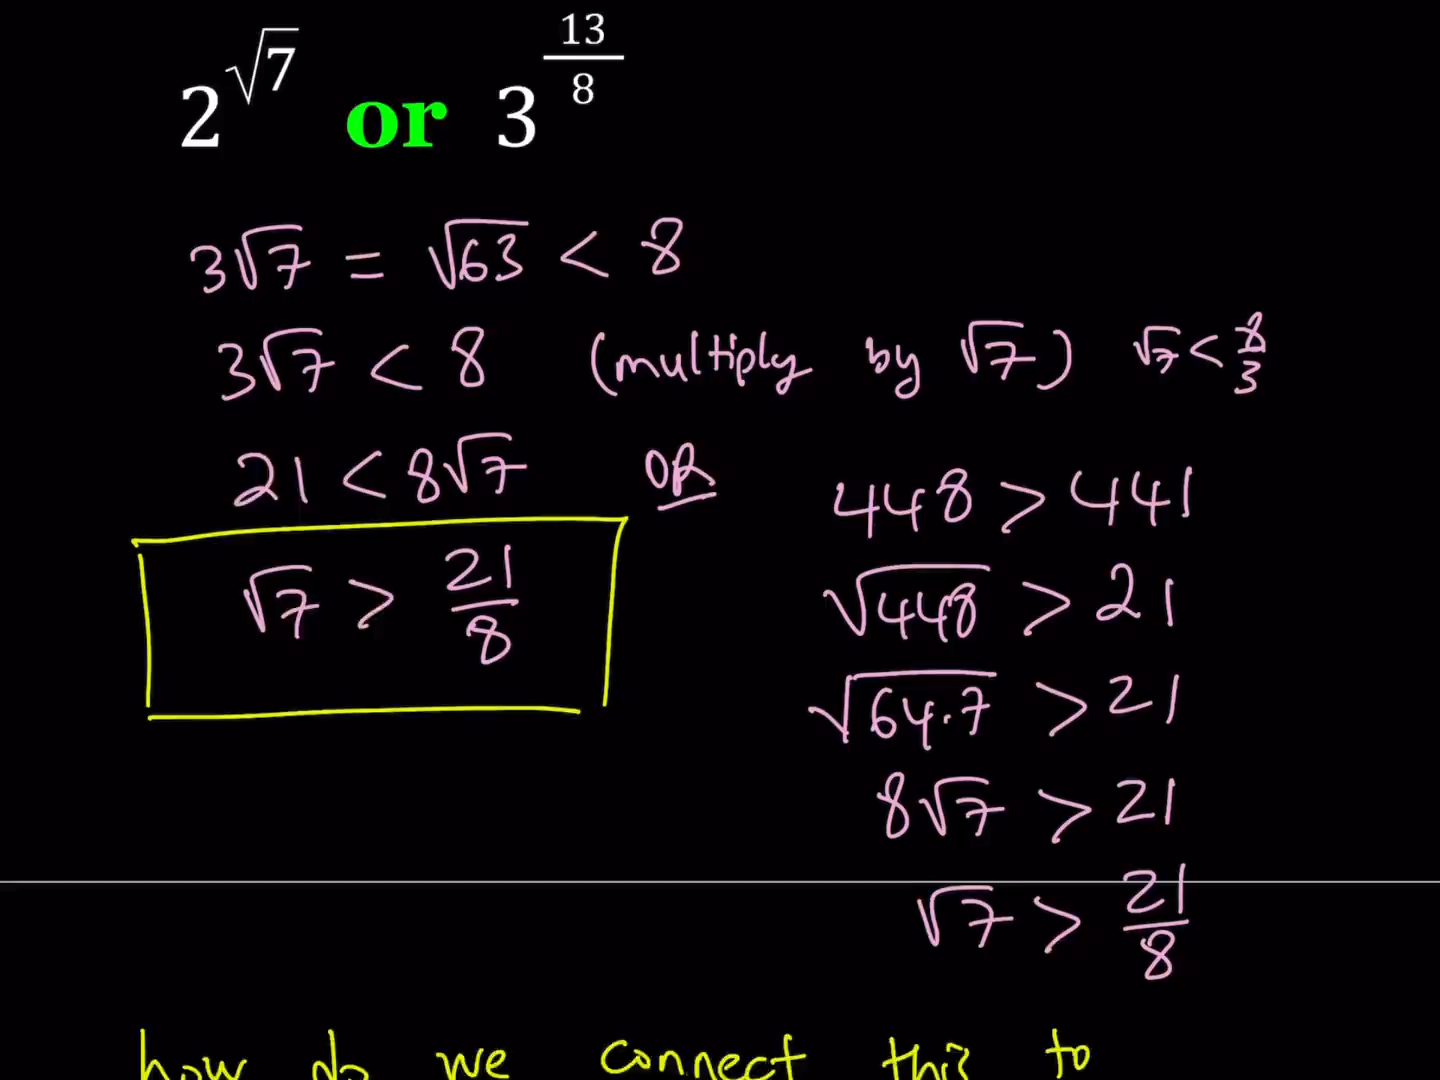 2^√7 or 3^(13/8)
3√7 = √63 < 8
3√7 < 8 (multiply by √7) √7 < 8/3
21 < 8√7 OR
√7 > 21/8
448 > 441
√448 > 21
√64·7 > 21
8√7 > 21
√7 > 21/8
how do we connect this to